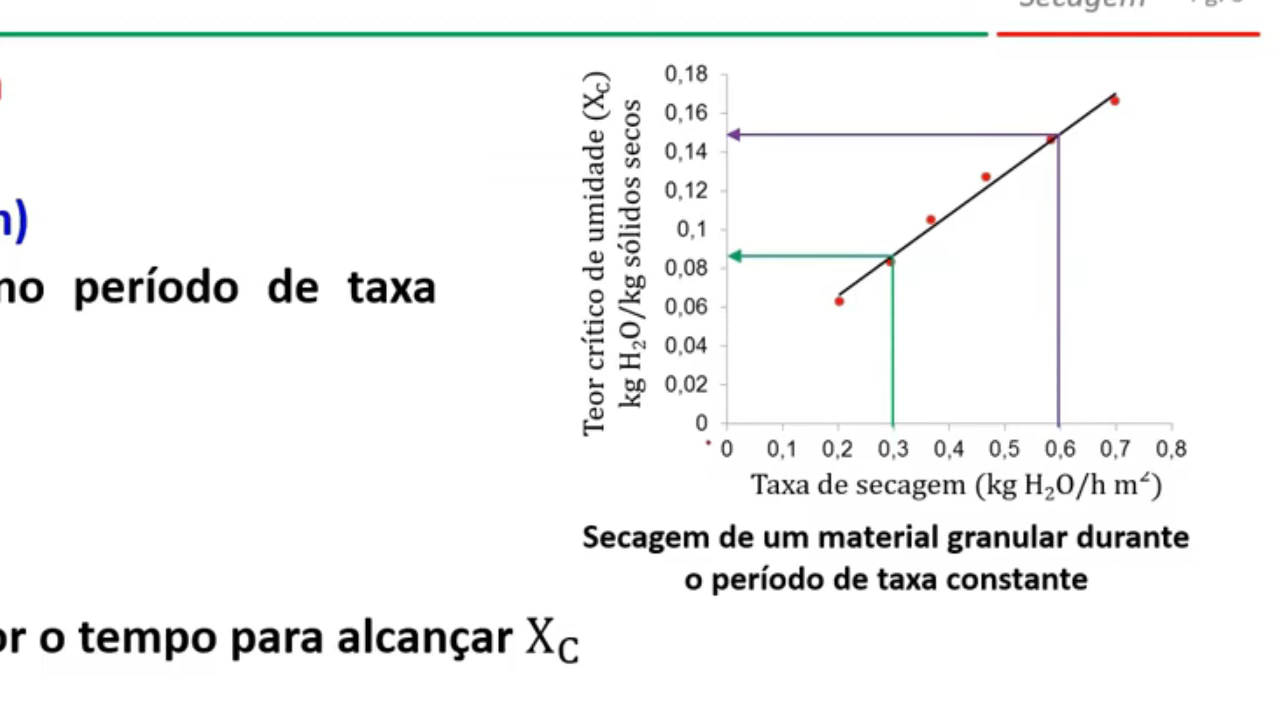 Secagem
n)
no período de taxa
or o tempo para alcançar X_C
Teor crítico de umidade (X_C)
kg H₂O/kg sólidos secos
0,18
0,16
0,14
0,12
0,1
0,08
0,06
0,04
0,02
0
0 0,1 0,2 0,3 0,4 0,5 0,6 0,7 0,8
Taxa de secagem (kg H₂O/h m²)
Secagem de um material granular durante
o período de taxa constante